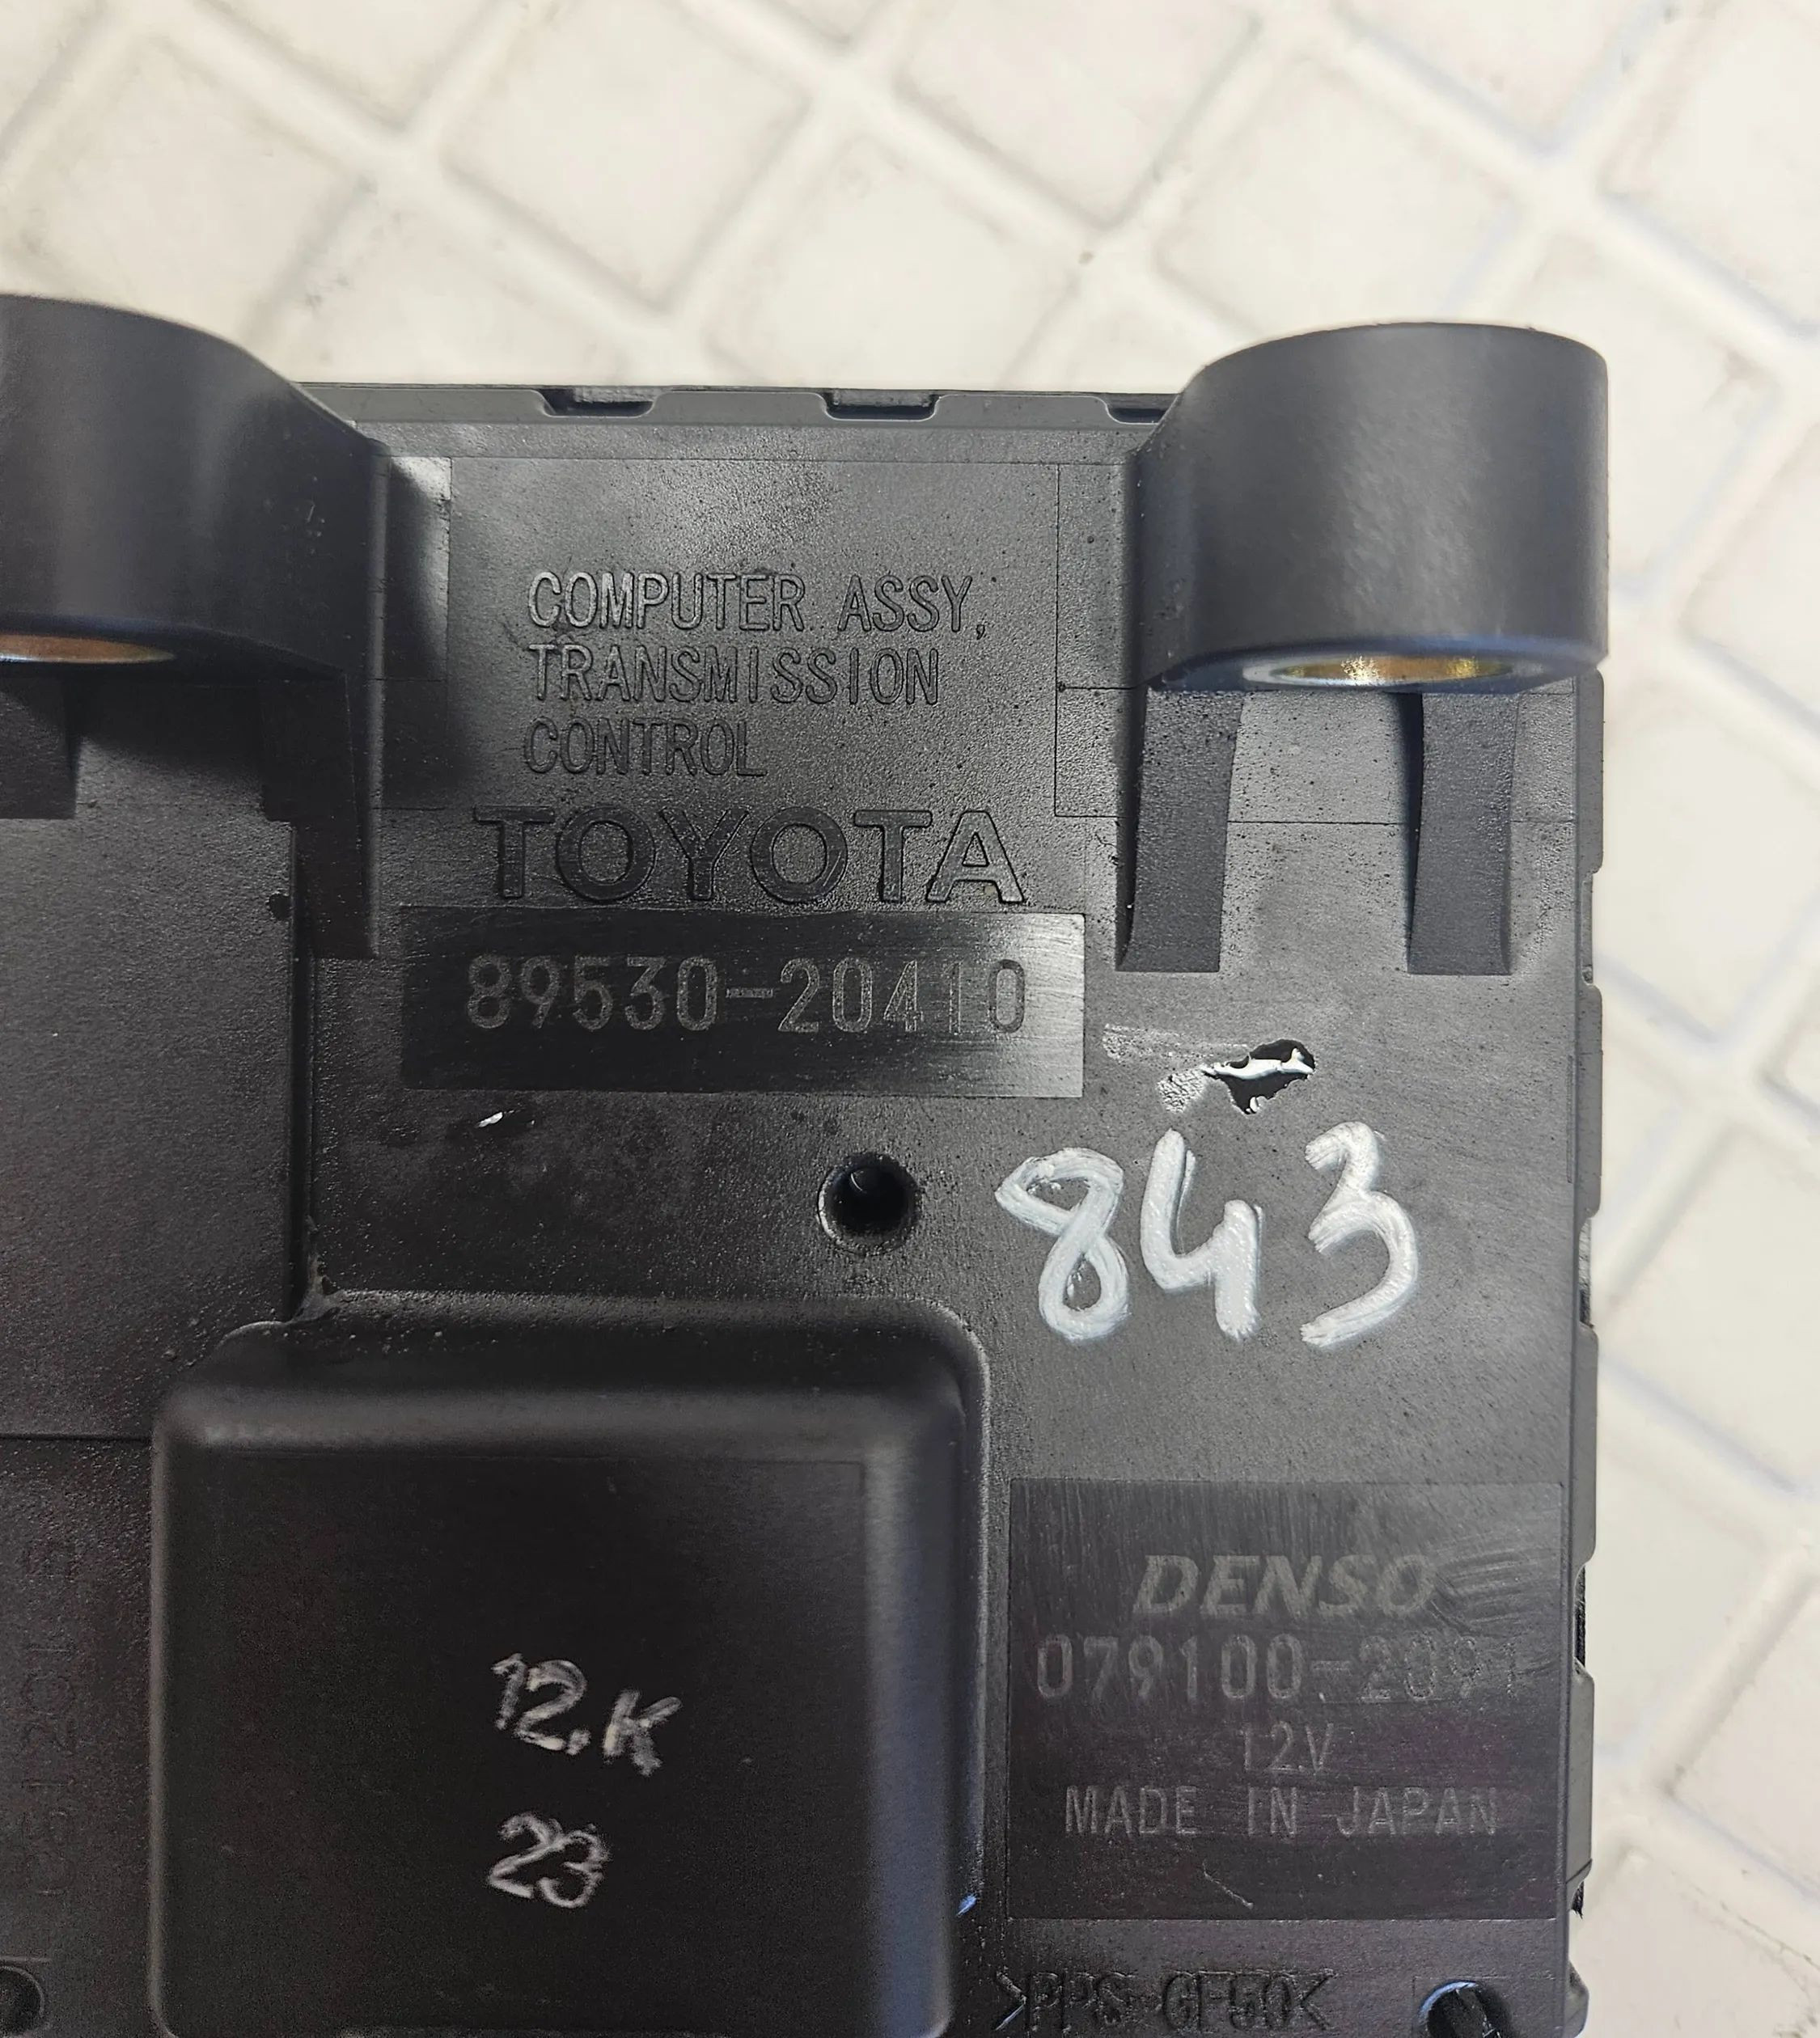 COMPUTER ASSY,
TRANSMISSION
CONTROL
TOYOTA
89530-20410
843
12.K
23
DENSO
079100-2091
12V
MADE IN JAPAN
>PPS-GF50<